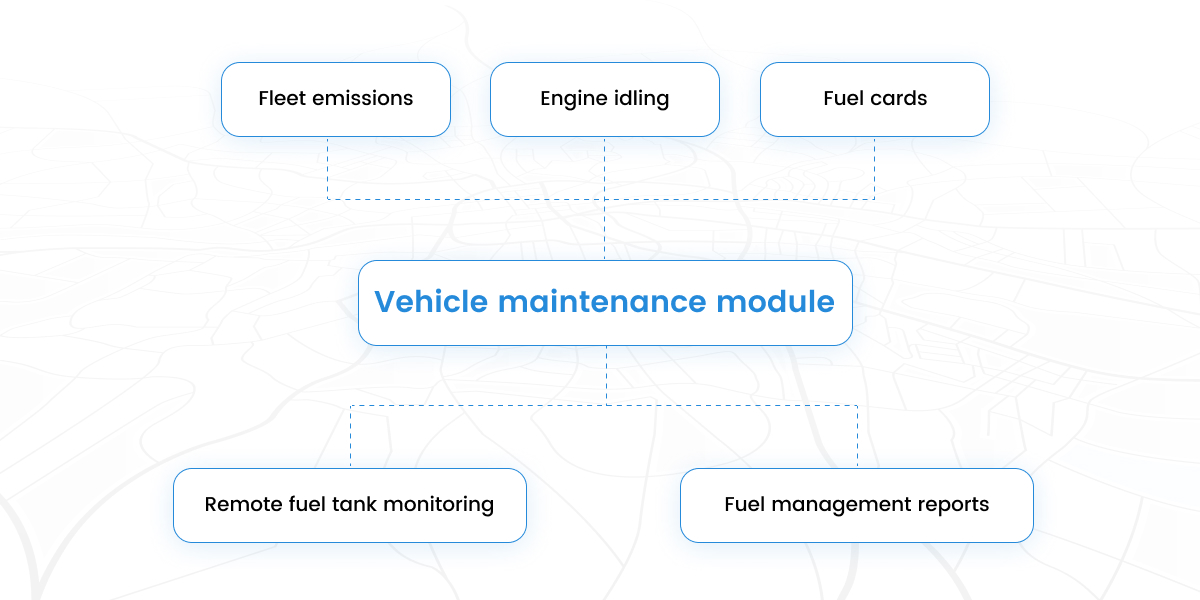 Fleet emissions
Engine idling
Fuel cards
Vehicle maintenance module
Remote fuel tank monitoring
Fuel management reports